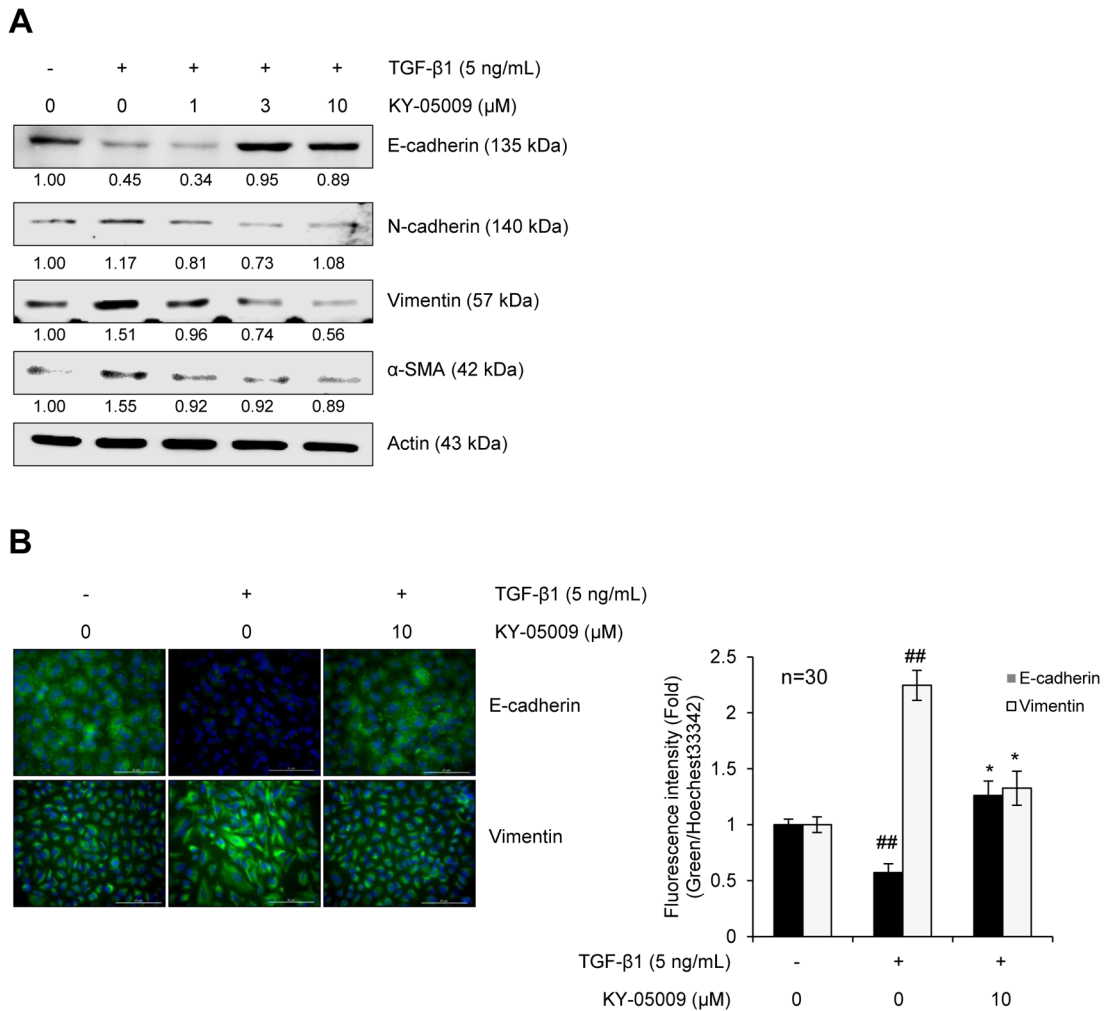 A
- + + + + TGF-β1 (5 ng/mL)
0 0 1 3 10 KY-05009 (μM)
E-cadherin (135 kDa)
1.00 0.45 0.34 0.95 0.89
N-cadherin (140 kDa)
1.00 1.17 0.81 0.73 1.08
Vimentin (57 kDa)
1.00 1.51 0.96 0.74 0.56
α-SMA (42 kDa)
1.00 1.55 0.92 0.92 0.89
Actin (43 kDa)
B
- + + TGF-β1 (5 ng/mL)
0 0 10 KY-05009 (μM)
E-cadherin
Vimentin
Fluorescence intensity (Fold)
(Green/Hoechest33342)
2.5
2
1.5
1
0.5
0
n=30
E-cadherin
Vimentin
##
##
* *
TGF-β1 (5 ng/mL) - + +
KY-05009 (μM) 0 0 10